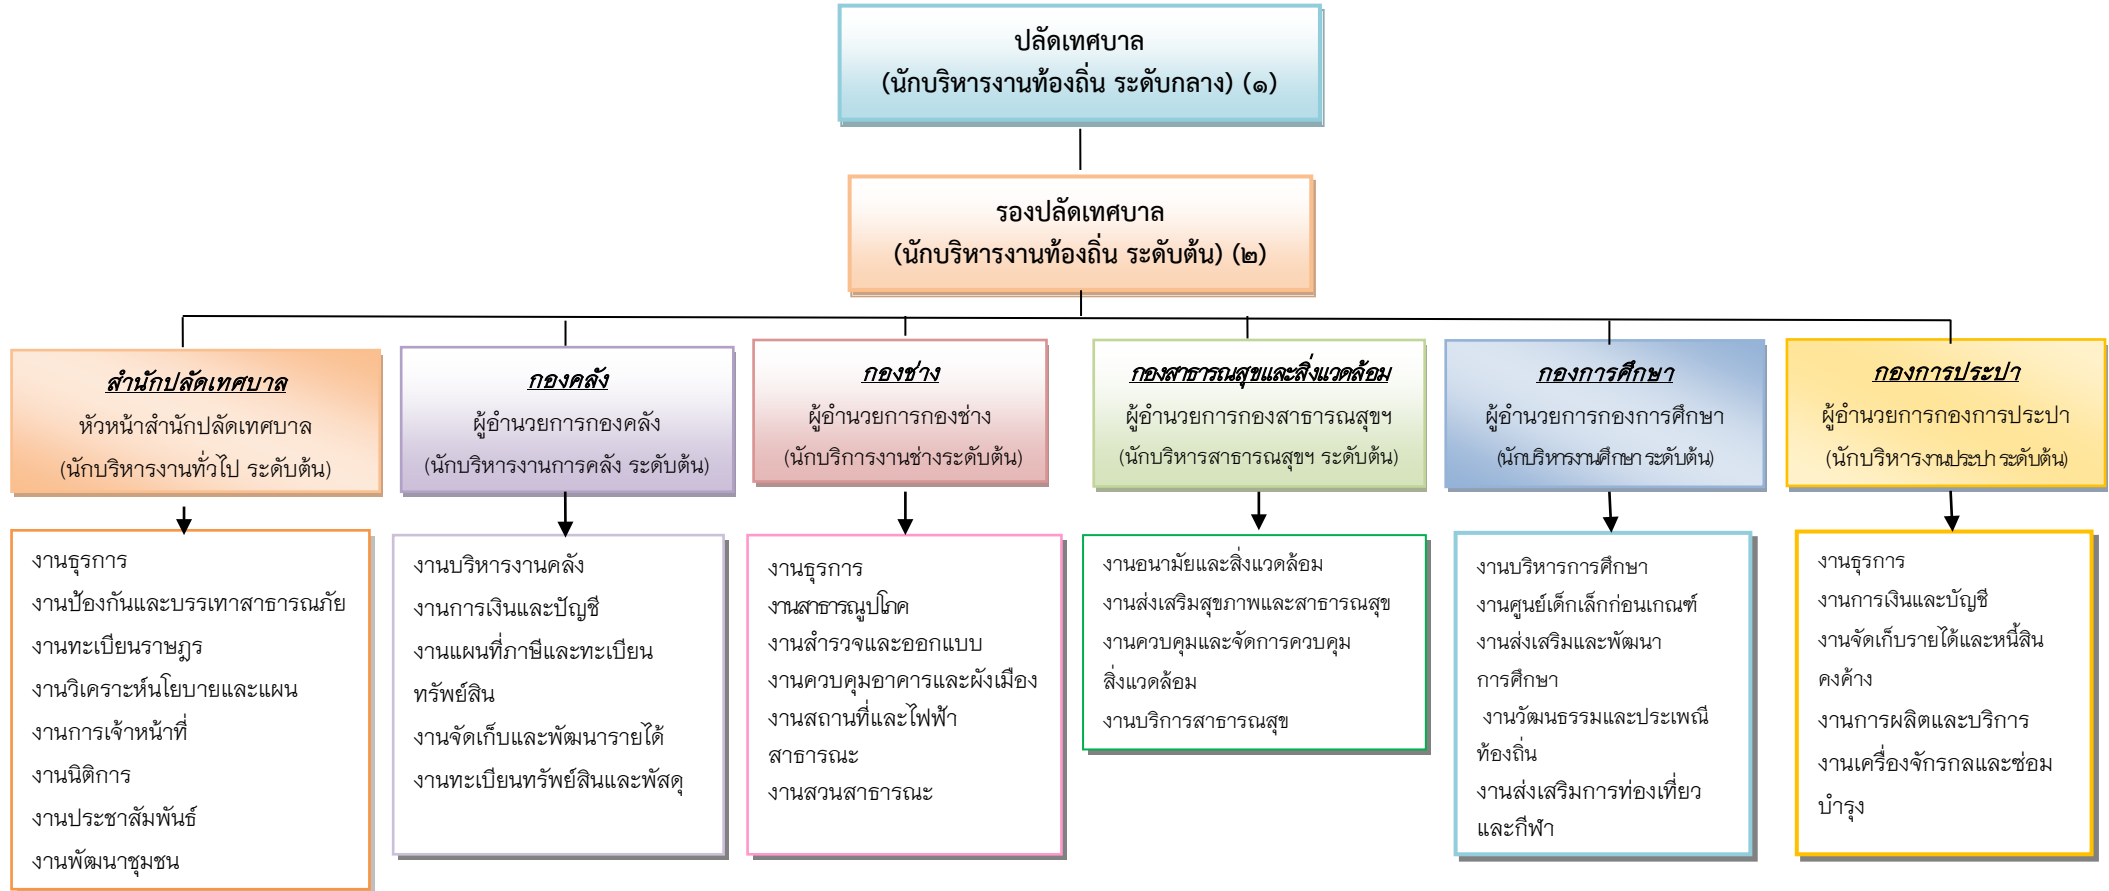 ปลัดเทศบาล
(นักบริหารงานท้องถิ่น ระดับกลาง) (๑)
รองปลัดเทศบาล
(นักบริหารงานท้องถิ่น ระดับต้น) (๒)
สำนักปลัดเทศบาล
หัวหน้าสำนักปลัดเทศบาล
(นักบริหารงานทั่วไป ระดับต้น)
กองคลัง
ผู้อำนวยการกองคลัง
(นักบริหารงานการคลัง ระดับต้น)
กองช่าง
ผู้อำนวยการกองช่าง
(นักบริการงานช่างระดับต้น)
กองสาธารณสุขและสิ่งแวดล้อม
ผู้อำนวยการกองสาธารณสุขฯ
(นักบริหารสาธารณสุขฯ ระดับต้น)
กองการศึกษา
ผู้อำนวยการกองการศึกษา
(นักบริหารงานศึกษา ระดับต้น)
กองการประปา
ผู้อำนวยการกองการประปา
(นักบริหารงานประปา ระดับต้น)
งานธุรการ
งานป้องกันและบรรเทาสาธารณภัย
งานทะเบียนราษฎร
งานวิเคราะห์นโยบายและแผน
งานการเจ้าหน้าที่
งานนิติการ
งานประชาสัมพันธ์
งานพัฒนาชุมชน
งานบริหารงานคลัง
งานการเงินและปัญชี
งานแผนที่ภาษีและทะเบียน
ทรัพย์สิน
งานจัดเก็บและพัฒนารายได้
งานทะเบียนทรัพย์สินและพัสดุ
งานธุรการ
งานสาธารณูปโภค
งานสำรวจและออกแบบ
งานควบคุมอาคารและผังเมือง
งานสถานที่และไฟฟ้า
สาธารณะ
งานสวนสาธารณะ
งานอนามัยและสิ่งแวดล้อม
งานส่งเสริมสุขภาพและสาธารณสุข
งานควบคุมและจัดการควบคุม
สิ่งแวดล้อม
งานบริการสาธารณสุข
งานบริหารการศึกษา
งานศูนย์เด็กเล็กก่อนเกณฑ์
งานส่งเสริมและพัฒนา
การศึกษา
งานวัฒนธรรมและประเพณี
ท้องถิ่น
งานส่งเสริมการท่องเที่ยว
และกีฬา
งานธุรการ
งานการเงินและบัญชี
งานจัดเก็บรายได้และหนี้สิน
คงค้าง
งานการผลิตและบริการ
งานเครื่องจักรกลและซ่อม
บำรุง